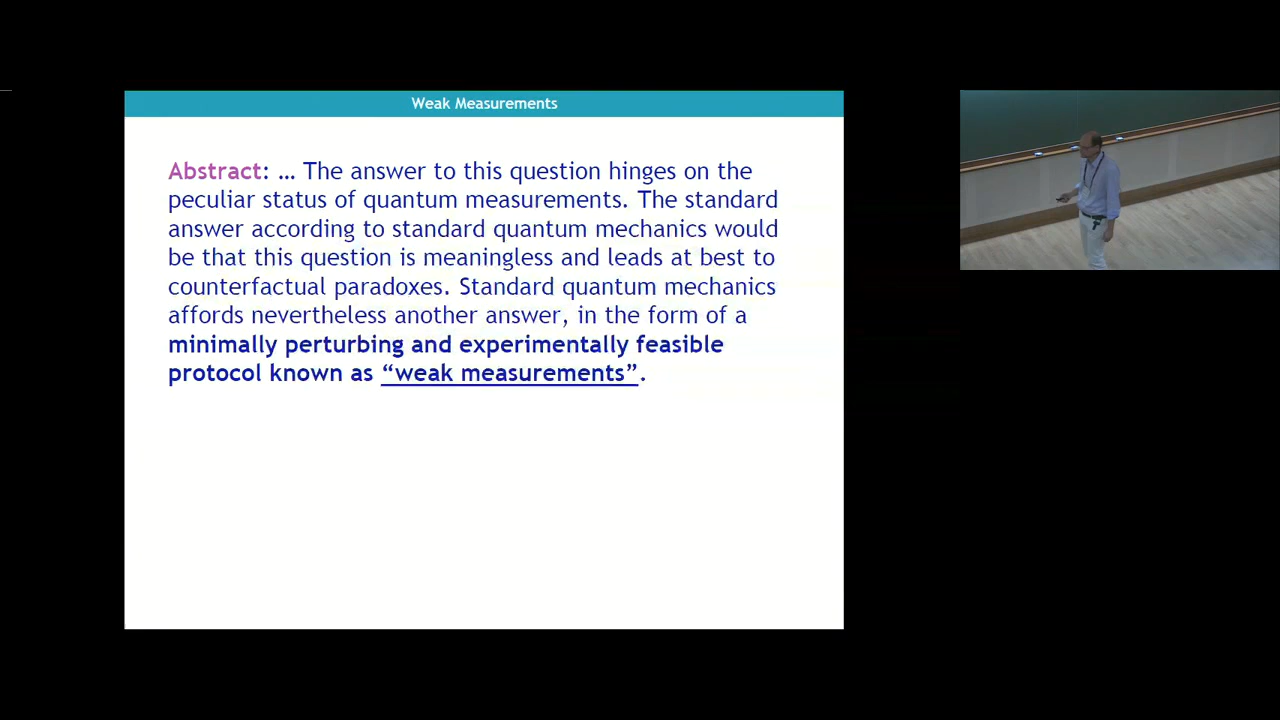 Weak Measurements
Abstract: … The answer to this question hinges on the
peculiar status of quantum measurements. The standard
answer according to standard quantum mechanics would
be that this question is meaningless and leads at best to
counterfactual paradoxes. Standard quantum mechanics
affords nevertheless another answer, in the form of a
minimally perturbing and experimentally feasible
protocol known as “weak measurements”.